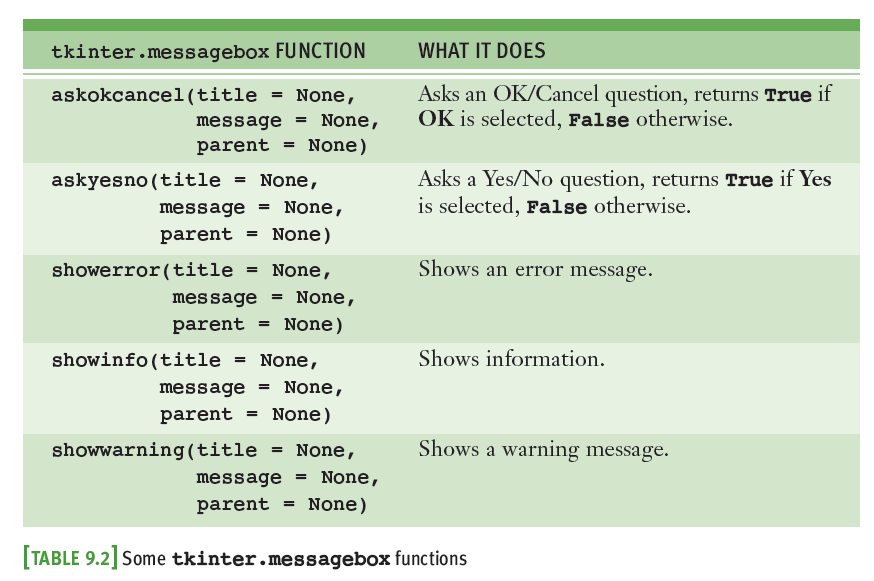 tkinter.messagebox FUNCTION WHAT IT DOES
askokcancel(title = None, Asks an OK/Cancel question, returns True if
message = None, OK is selected, False otherwise.
parent = None)
askyesno(title = None, Asks a Yes/No question, returns True if Yes
message = None, is selected, False otherwise.
parent = None)
showerror(title = None, Shows an error message.
message = None,
parent = None)
showinfo(title = None, Shows information.
message = None,
parent = None)
showwarning(title = None, Shows a warning message.
message = None,
parent = None)
[TABLE 9.2] Some tkinter.messagebox functions